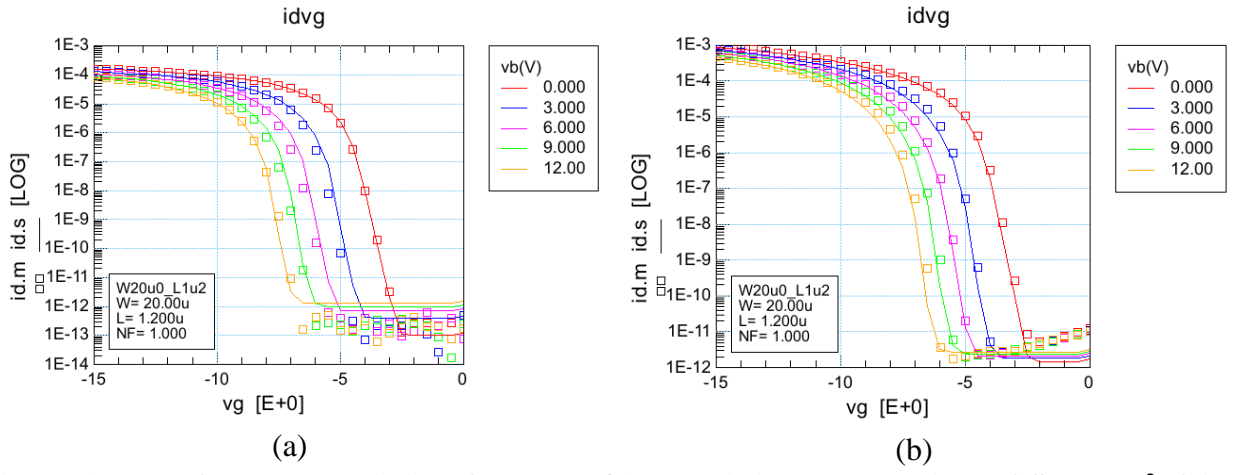 idvg
1E-3
1E-4
1E-5
1E-6
1E-7
1E-8
1E-9
1E-10
1E-11
1E-12
1E-13
1E-14
id.m id.s [LOG]
W20u0_L1u2
W= 20.00u
L= 1.200u
NF= 1.000
-15
-10
-5
0
vg [E+0]
vb(V)
0.000
3.000
6.000
9.000
12.00
(a)
idvg
1E-3
1E-4
1E-5
1E-6
1E-7
1E-8
1E-9
1E-10
1E-11
1E-12
id.m id.s [LOG]
W20u0_L1u2
W= 20.00u
L= 1.200u
NF= 1.000
-15
-10
-5
0
vg [E+0]
vb(V)
0.000
3.000
6.000
9.000
12.00
(b)